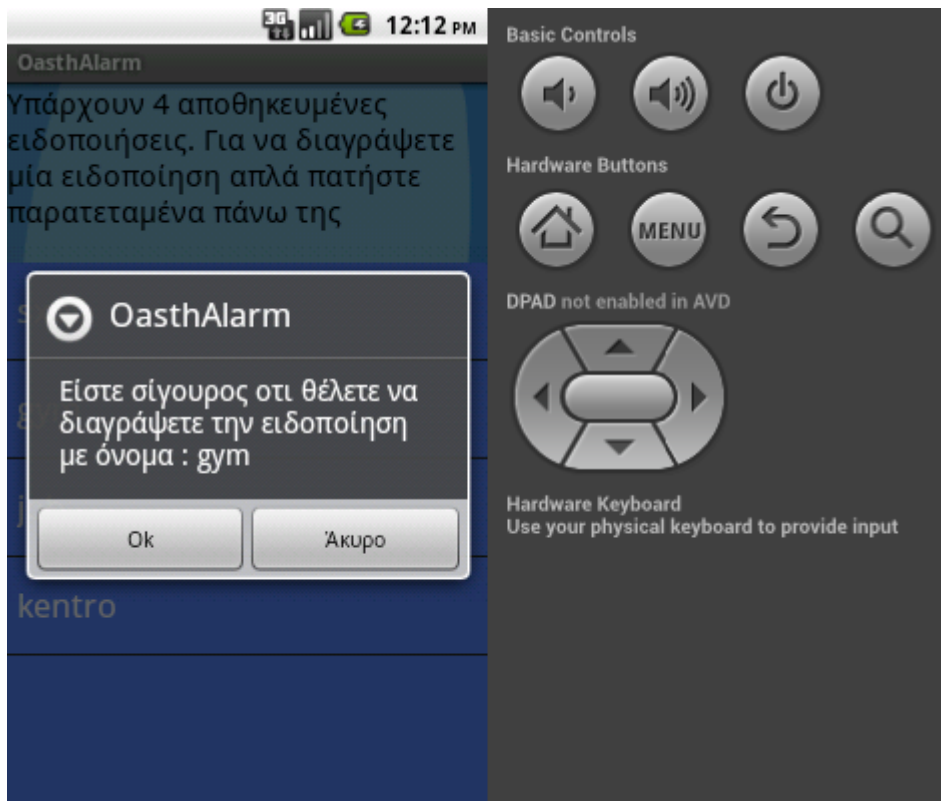 3G 12:12 PM
OasthAlarm
Υπάρχουν 4 αποθηκευμένες
ειδοποιήσεις. Για να διαγράψετε
μία ειδοποίηση απλά πατήστε
παρατεταμένα πάνω της
OasthAlarm
Είστε σίγουρος οτι θέλετε να
διαγράψετε την ειδοποίηση
με όνομα : gym
Ok
Άκυρο
kentro
Basic Controls
Hardware Buttons
MENU
DPAD not enabled in AVD
Hardware Keyboard
Use your physical keyboard to provide input